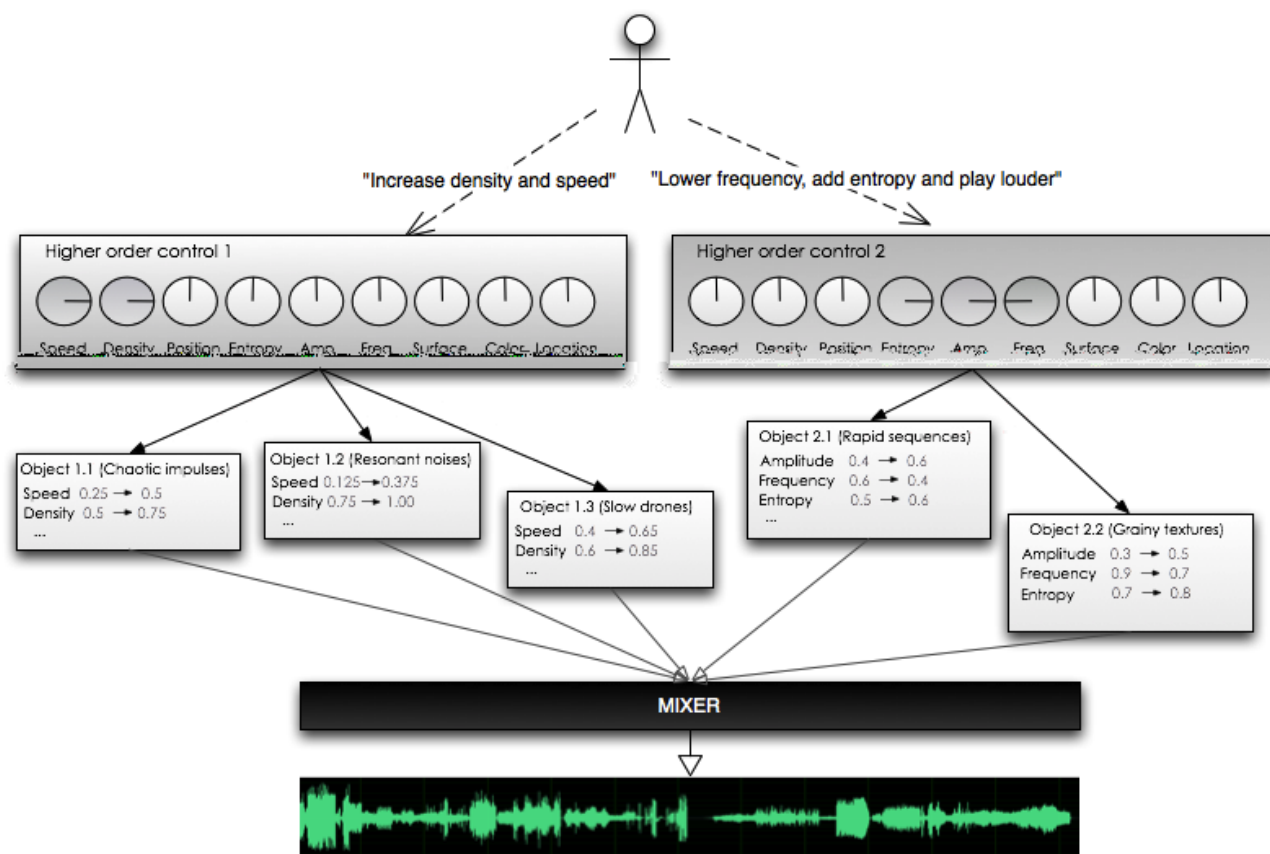 "Increase density and speed"
"Lower frequency, add entropy and play louder"
Higher order control 1
Speed Density Position Entropy Amp. Freq. Surface Color Location
Higher order control 2
Speed Density Position Entropy Amp. Freq. Surface Color Location
Object 1.1 (Chaotic impulses)
Speed 0.25 → 0.5
Density 0.5 → 0.75
...
Object 1.2 (Resonant noises)
Speed 0.125 → 0.375
Density 0.75 → 1.00
...
Object 1.3 (Slow drones)
Speed 0.4 → 0.65
Density 0.6 → 0.85
...
Object 2.1 (Rapid sequences)
Amplitude 0.4 → 0.6
Frequency 0.6 → 0.4
Entropy 0.5 → 0.6
...
Object 2.2 (Grainy textures)
Amplitude 0.3 → 0.5
Frequency 0.9 → 0.7
Entropy 0.7 → 0.8
MIXER